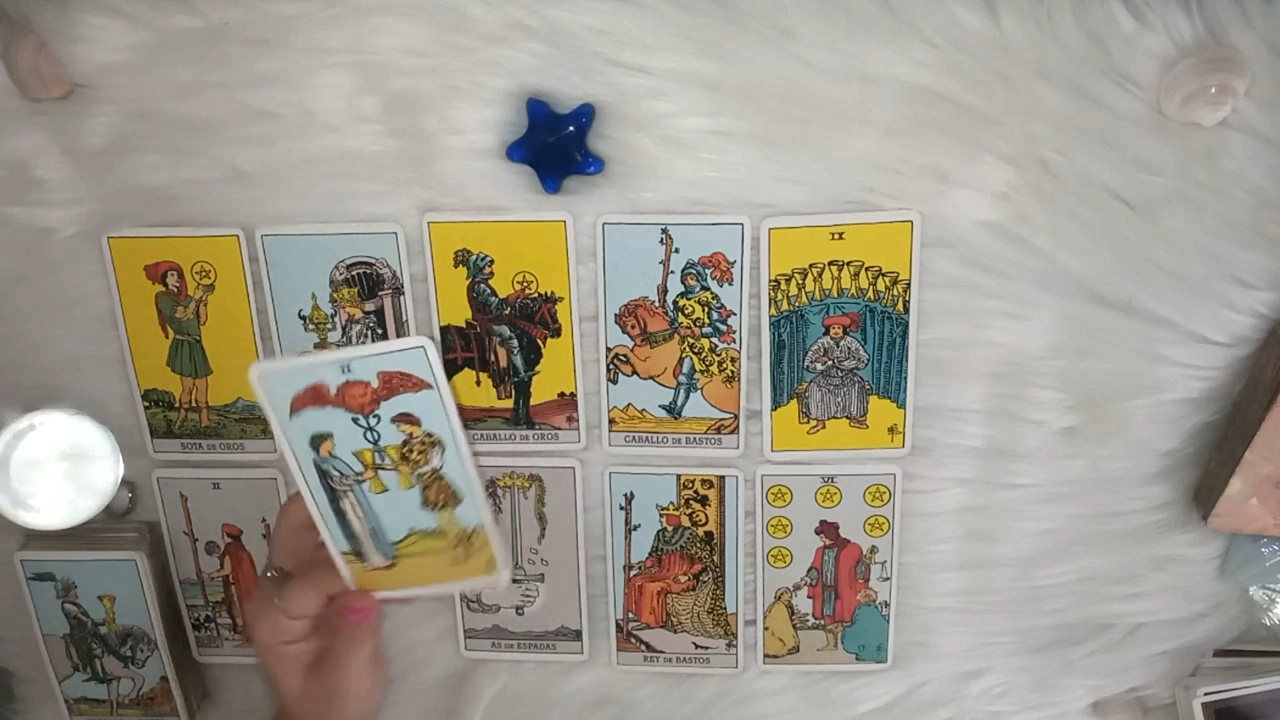 SOTA DE OROS
CABALLO DE OROS
CABALLO DE BASTOS
IX
II
II
AS DE ESPADAS
REY DE BASTOS
VI